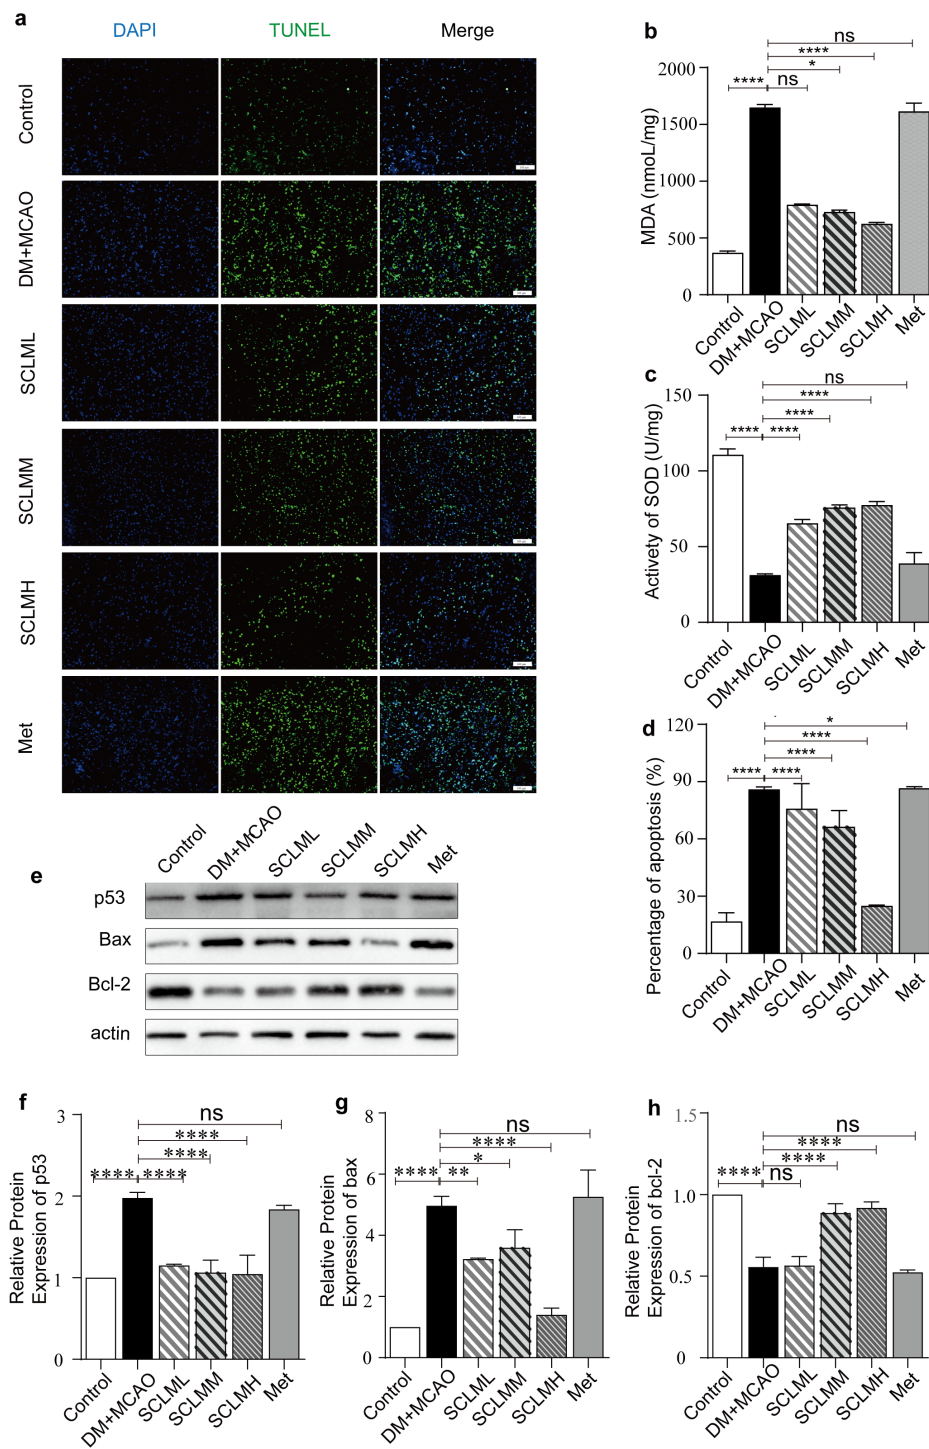 a
DAPI
TUNEL
Merge
Control
DM+MCAO
SCLML
SCLMM
SCLMH
Met
b
ns
****
*
**** ns
MDA (nmoL/mg)
2000
1500
1000
500
0
Control
DM+MCAO
SCLML
SCLMM
SCLMH
Met
c
ns
****
****
**** ****
Activety of SOD (U/mg)
150
100
50
0
Control
DM+MCAO
SCLML
SCLMM
SCLMH
Met
d
*
****
****
**** ****
Percentage of apoptosis (%)
120
90
60
30
0
Control
DM+MCAO
SCLML
SCLMM
SCLMH
Met
e
Control
DM+MCAO
SCLML
SCLMM
SCLMH
Met
p53
Bax
Bcl-2
actin
f
ns
****
****
**** ****
Relative Protein
Expression of p53
3
2
1
0
Control
DM+MCAO
SCLML
SCLMM
SCLMH
Met
g
ns
****
*
**** **
Relative Protein
Expression of bax
8
6
4
2
0
Control
DM+MCAO
SCLML
SCLMM
SCLMH
Met
h
ns
****
****
**** ns
Relative Protein
Expression of bcl-2
1.5
1.0
0.5
0
Control
DM+MCAO
SCLML
SCLMM
SCLMH
Met